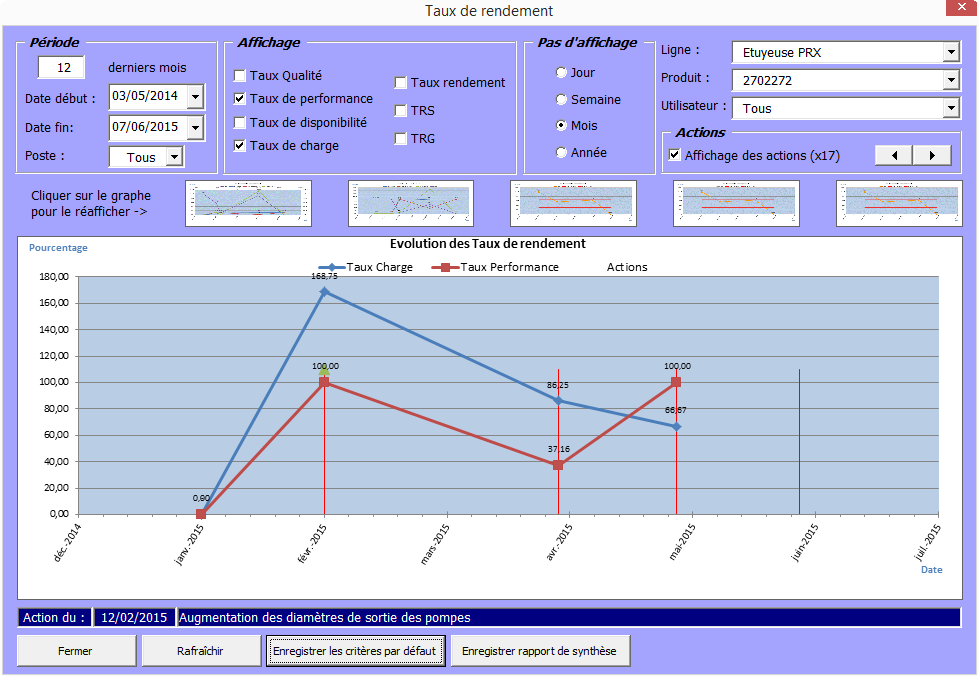 Taux de rendement
Période
12 derniers mois
Date début : 03/05/2014
Date fin: 07/06/2015
Poste : Tous
Affichage
Taux Qualité
Taux de performance
Taux de disponibilité
Taux de charge
Taux rendement
TRS
TRG
Pas d'affichage
Jour
Semaine
Mois
Année
Ligne : Etuyeuse PRX
Produit : 2702272
Utilisateur : Tous
Actions
Affichage des actions (x17)
Cliquer sur le graphe
pour le réafficher ->
Evolution des Taux de rendement
Pourcentage
Taux Charge Taux Performance Actions
180,00
160,00
140,00
120,00
100,00
80,00
60,00
40,00
20,00
0,00
168,75
100,00
86,25
37,16
100,00
66,67
déc.-2014
janv.-2015
févr.-2015
mars-2015
avr.-2015
mai-2015
juin-2015
juil.-2015
Date
Action du : 12/02/2015 Augmentation des diamètres de sortie des pompes
Fermer Rafraîchir Enregistrer les critères par défaut Enregistrer rapport de synthèse